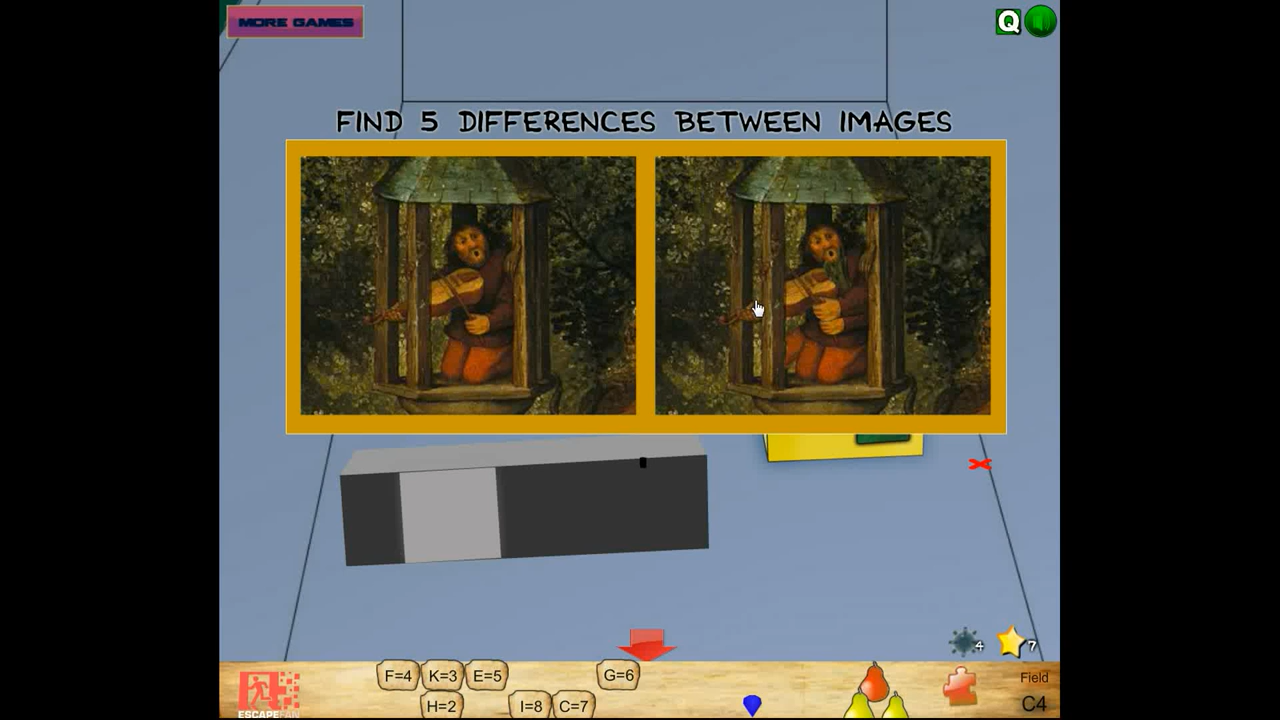 MORE GAMES
Q
FIND 5 DIFFERENCES BETWEEN IMAGES
4
7
F=4 K=3 E=5 G=6
H=2 I=8 C=7
Field
C4
ESCAPEFAN